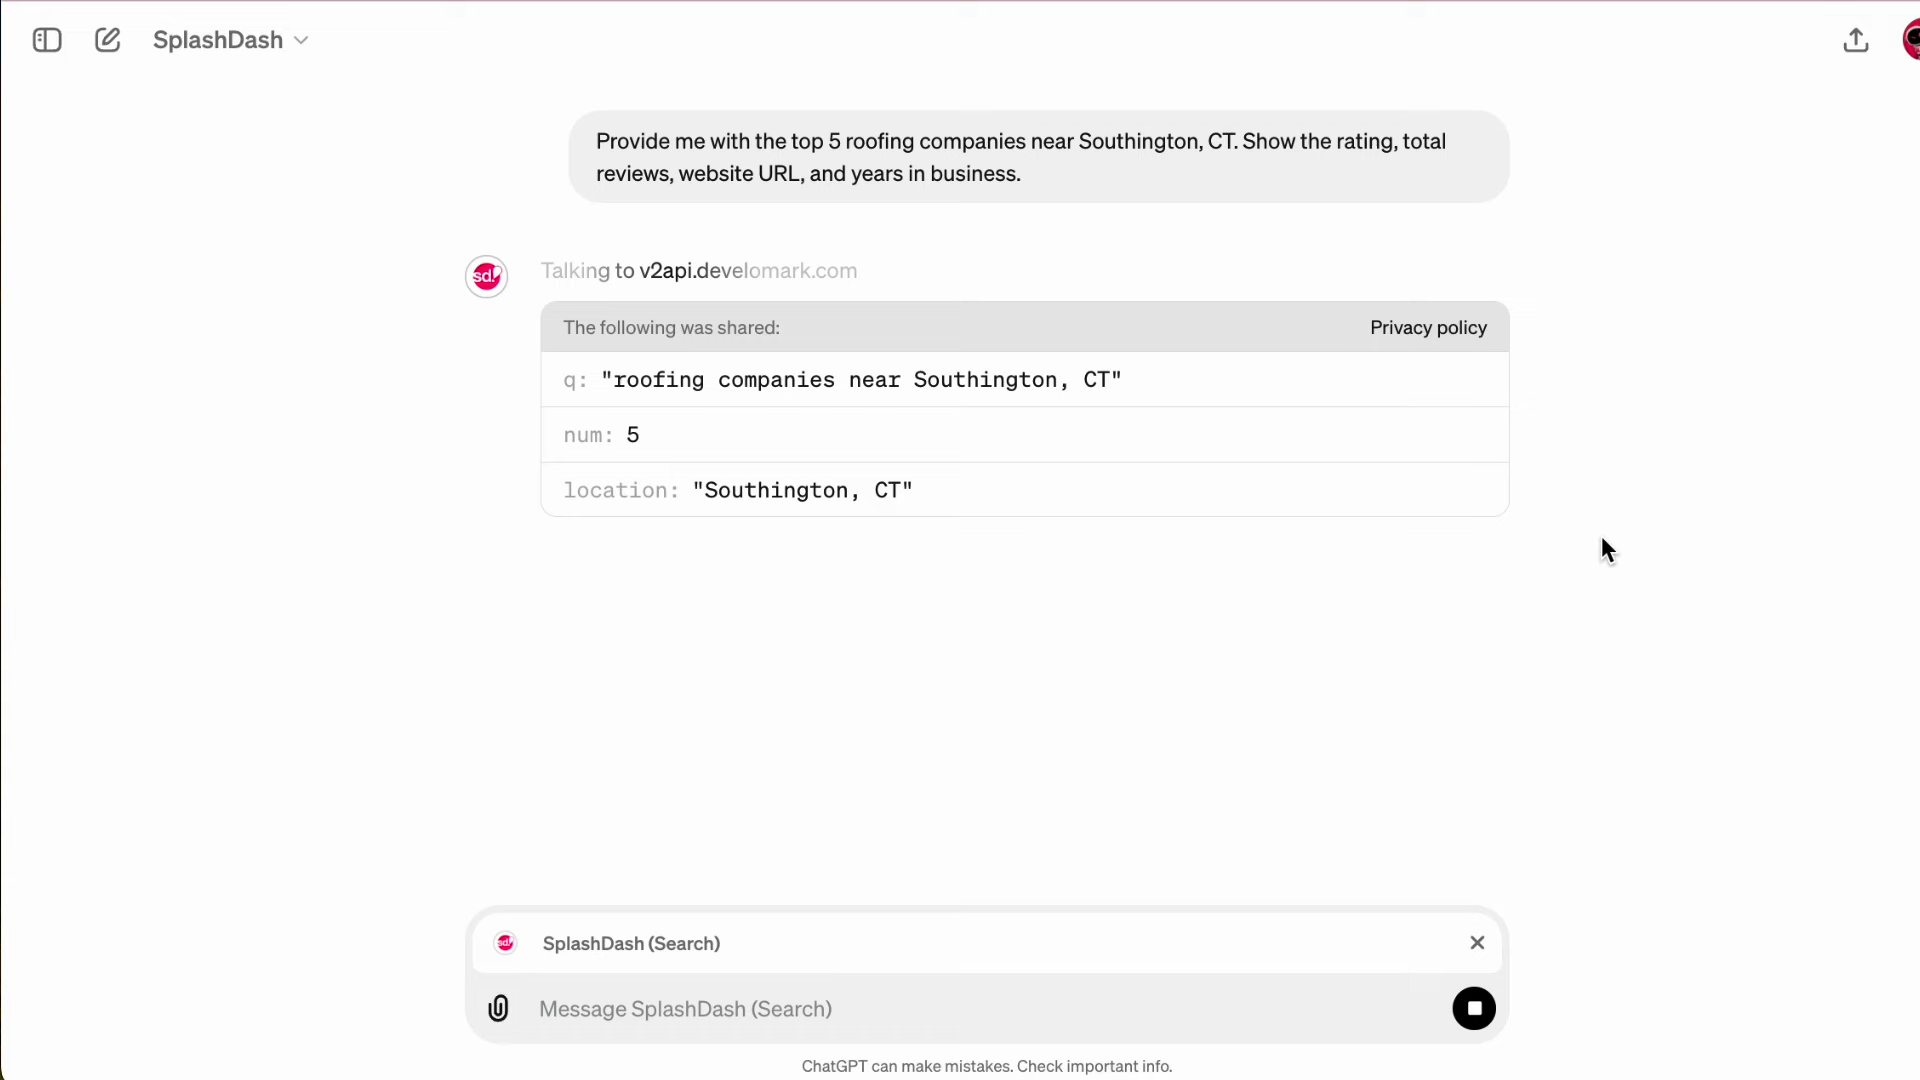 SplashDash
Provide me with the top 5 roofing companies near Southington, CT. Show the rating, total
reviews, website URL, and years in business.
sd!
Talking to v2api.develomark.com
The following was shared:
Privacy policy
q: "roofing companies near Southington, CT"
num: 5
location: "Southington, CT"
sd!
SplashDash (Search)
Message SplashDash (Search)
ChatGPT can make mistakes. Check important info.